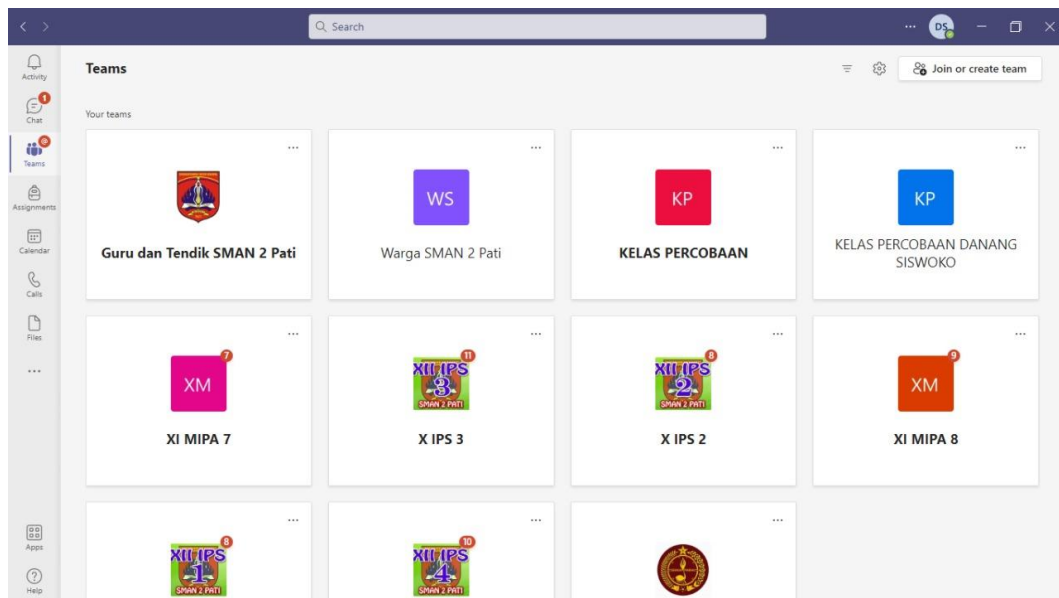 Search
DS
Activity
Teams
Join or create team
1
Chat
Your teams
@
Teams
Assignments
Calendar
Calls
Files
Guru dan Tendik SMAN 2 Pati
WS
Warga SMAN 2 Pati
KP
KELAS PERCOBAAN
KP
KELAS PERCOBAAN DANANG
SISWOKO
7
XM
XI MIPA 7
11
XII IPS
3
SMAN 2 PATI
X IPS 3
8
XII IPS
2
SMAN 2 PATI
X IPS 2
9
XM
XI MIPA 8
8
XII IPS
1
SMAN 2 PATI
10
XII IPS
4
SMAN 2 PATI
Apps
Help